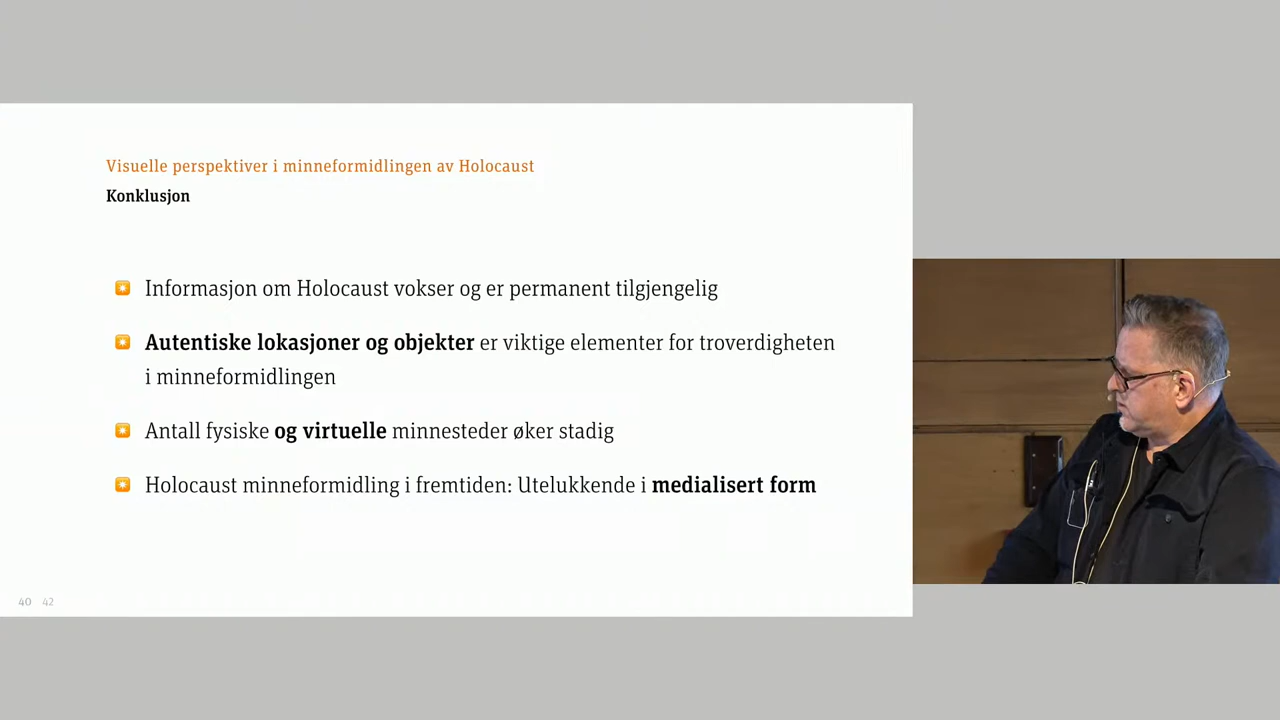 Visuelle perspektiver i minneformidlingen av Holocaust
Konklusjon
Informasjon om Holocaust vokser og er permanent tilgjengelig
Autentiske lokasjoner og objekter er viktige elementer for troverdigheten
i minneformidlingen
Antall fysiske og virtuelle minnesteder øker stadig
Holocaust minneformidling i fremtiden: Utelukkende i medialisert form
40 42